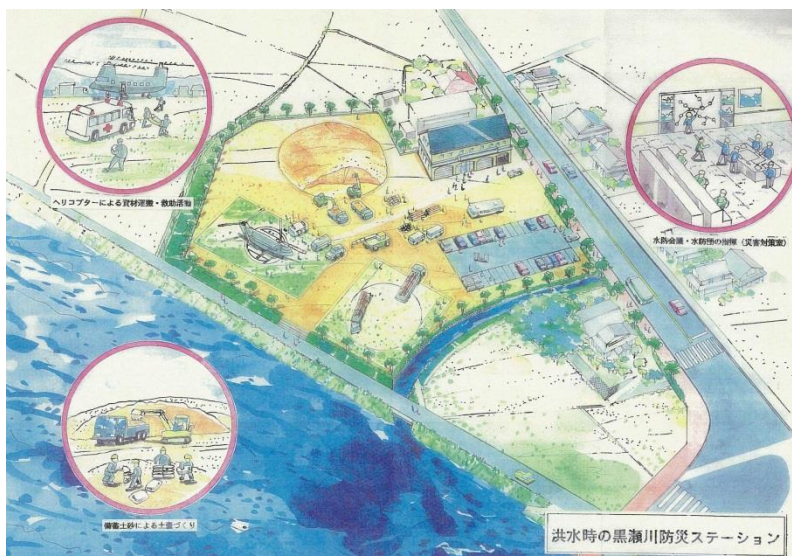 ヘリコプターによる資材運搬・救助活動
水防会議・水防団の指揮（災害対策室）
備蓄土砂による土嚢づくり
洪水時の黒瀬川防災ステーション